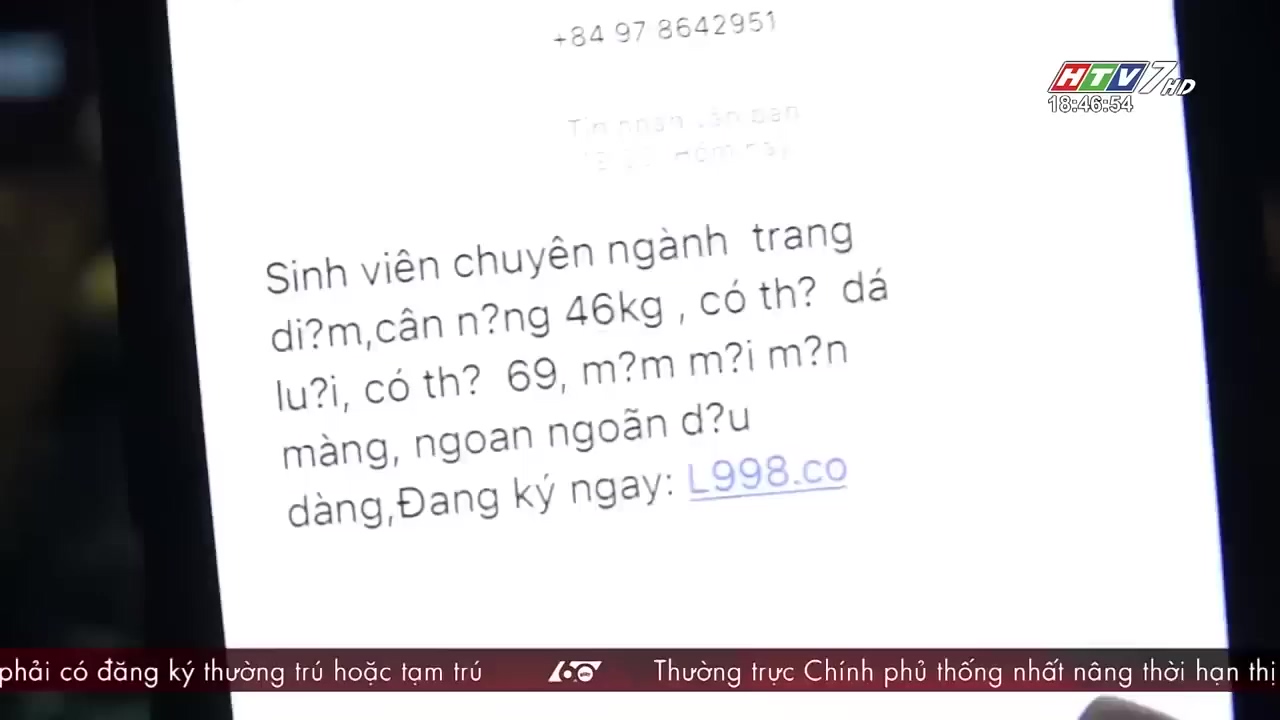 +84 97 8642951
HTV7 HD
18:46:54
Sinh viên chuyên ngành trang
di?m,cân n?ng 46kg , có th? dá
lu?i, có th? 69, m?m m?i m?n
màng, ngoan ngoãn d?u
dàng,Đang ký ngay: L998.co
phải có đăng ký thường trú hoặc tạm trú
Thường trực Chính phủ thống nhất nâng thời hạn thị